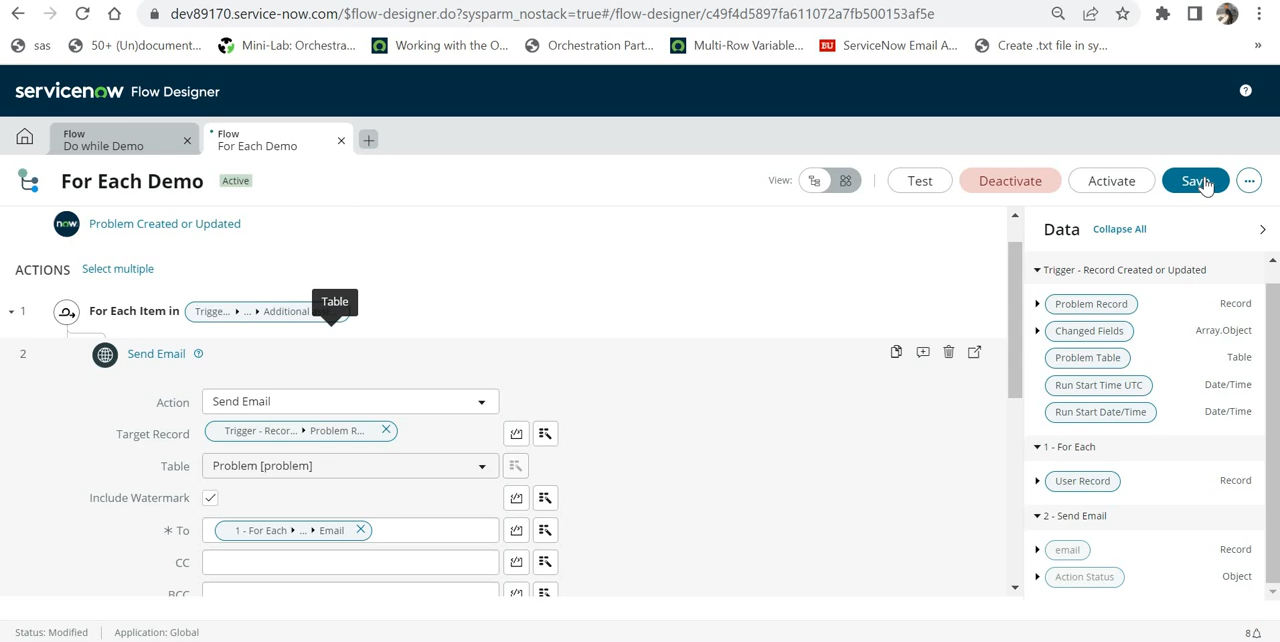 dev89170.service-now.com/$flow-designer.do?sysparm_nostack=true#/flow-designer/c49f4d5897fa611072a7fb500153af5e
sas 50+ (Un)document... Mini-Lab: Orchestra... Working with the O... Orchestration Part... Multi-Row Variable... BU ServiceNow Email A... Create .txt file in sy... »
servicenow Flow Designer
Flow
Do while Demo
Flow
For Each Demo
For Each Demo Active View: Test Deactivate Activate Save
now Problem Created or Updated
ACTIONS Select multiple
Table
1 For Each Item in Trigge... ... Additional
2 Send Email
Action Send Email
Target Record Trigger - Recor... Problem R...
Table Problem [problem]
Include Watermark
* To 1 - For Each ... Email
CC
BCC
Data Collapse All
Trigger - Record Created or Updated
Problem Record Record
Changed Fields Array.Object
Problem Table Table
Run Start Time UTC Date/Time
Run Start Date/Time Date/Time
1 - For Each
User Record Record
2 - Send Email
email Record
Action Status Object
Status: Modified Application: Global 8